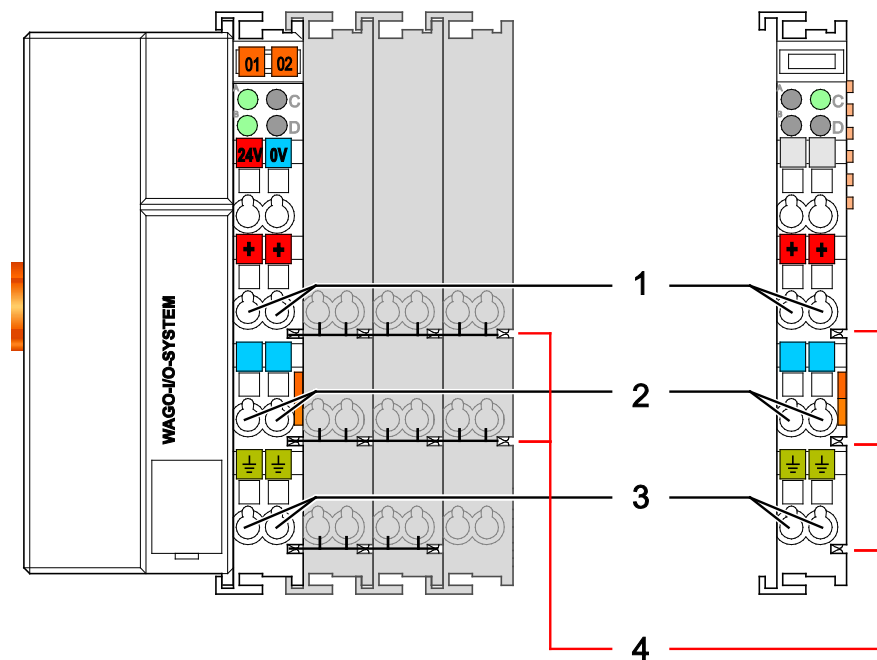 01 02
A C
B D
24V 0V
+ +
WAGO-I/O-SYSTEM
A C
B D
+ +
1
2
3
4